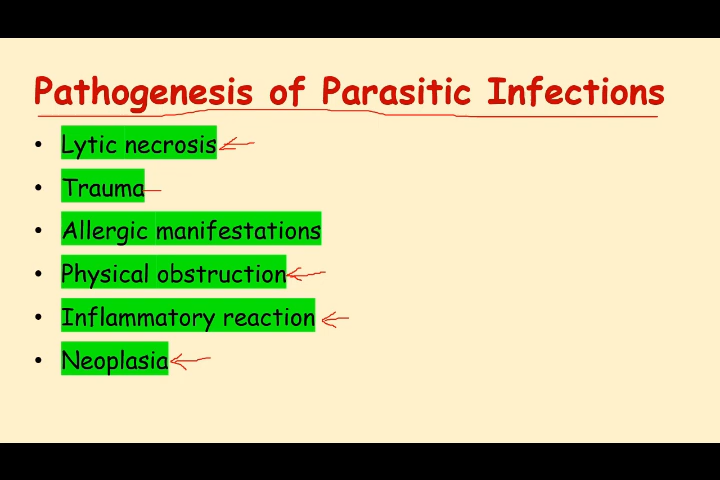 Pathogenesis of Parasitic Infections
• Lytic necrosis
• Trauma
• Allergic manifestations
• Physical obstruction
• Inflammatory reaction
• Neoplasia